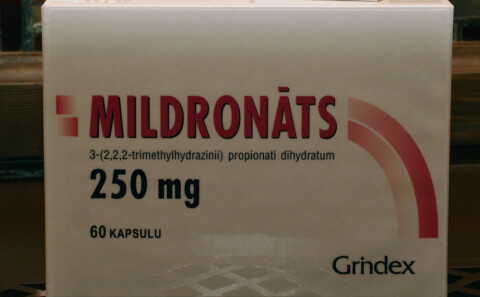 MILDRONĀTS
3-(2,2,2-trimethylhydrazinii) propionati dihydratum
250 mg
60 KAPSULU
Grindex